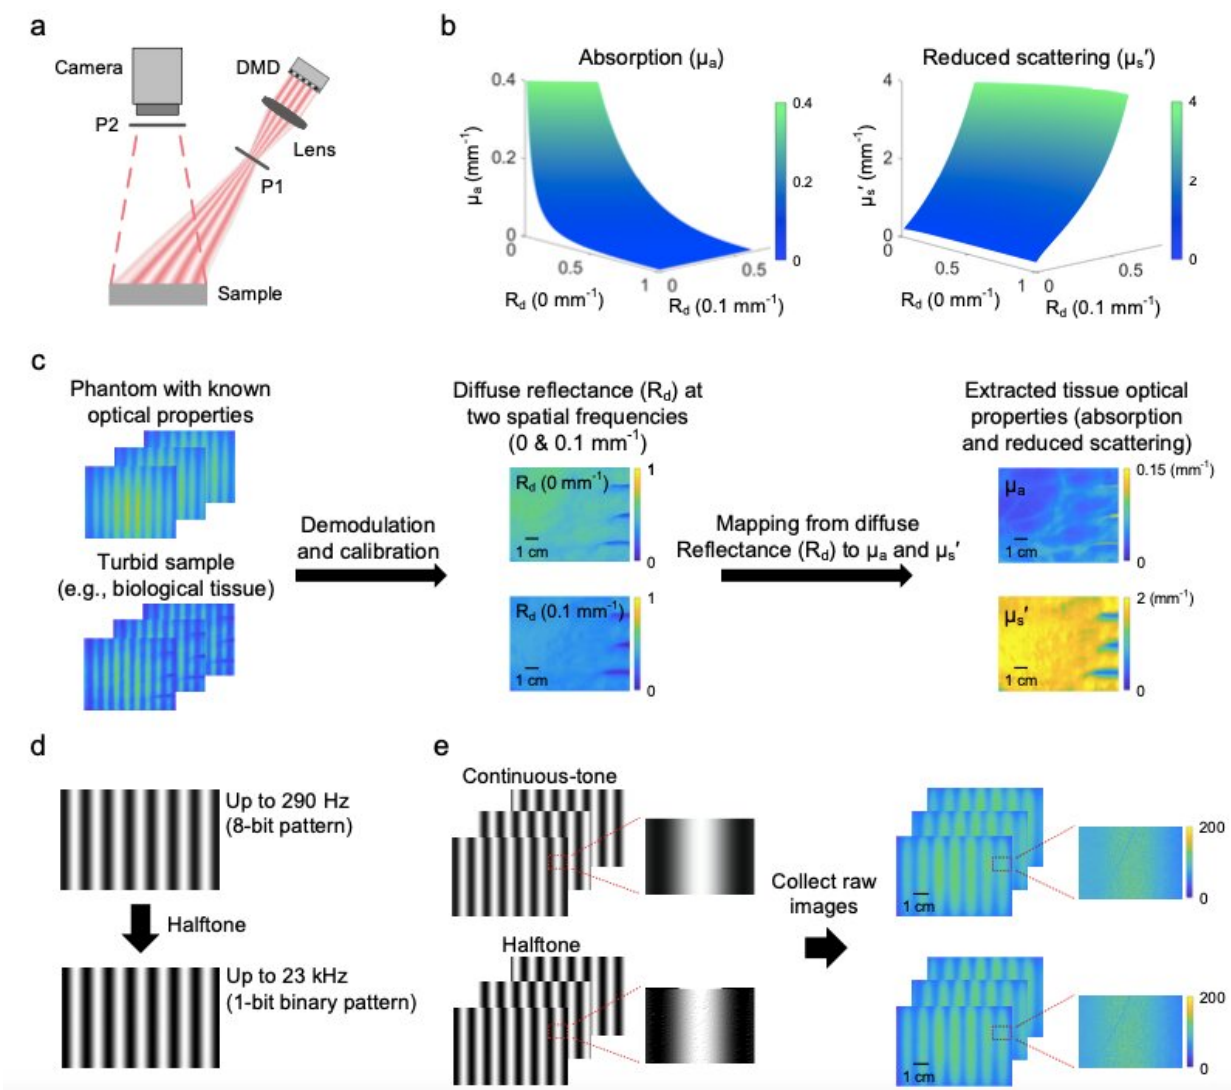 a
Camera
DMD
P2
Lens
P1
Sample
b
Absorption (μa)
0.4
0.2
0
μa (mm⁻¹)
0
0.5
1
Rd (0 mm⁻¹)
0
0.5
Rd (0.1 mm⁻¹)
0.4
0.2
0
Reduced scattering (μs′)
4
2
0
μs′ (mm⁻¹)
0
0.5
1
Rd (0 mm⁻¹)
0
0.5
Rd (0.1 mm⁻¹)
4
2
0
c
Phantom with known
optical properties
Turbid sample
(e.g., biological tissue)
Demodulation
and calibration
Diffuse reflectance (Rd) at
two spatial frequencies
(0 & 0.1 mm⁻¹)
Rd (0 mm⁻¹)
1 cm
1
0
Rd (0.1 mm⁻¹)
1 cm
1
0
Mapping from diffuse
Reflectance (Rd) to μa and μs′
Extracted tissue optical
properties (absorption
and reduced scattering)
μa
1 cm
0.15 (mm⁻¹)
0
μs′
1 cm
2 (mm⁻¹)
0
d
Up to 290 Hz
(8-bit pattern)
Halftone
Up to 23 kHz
(1-bit binary pattern)
e
Continuous-tone
Halftone
Collect raw
images
1 cm
200
0
1 cm
200
0